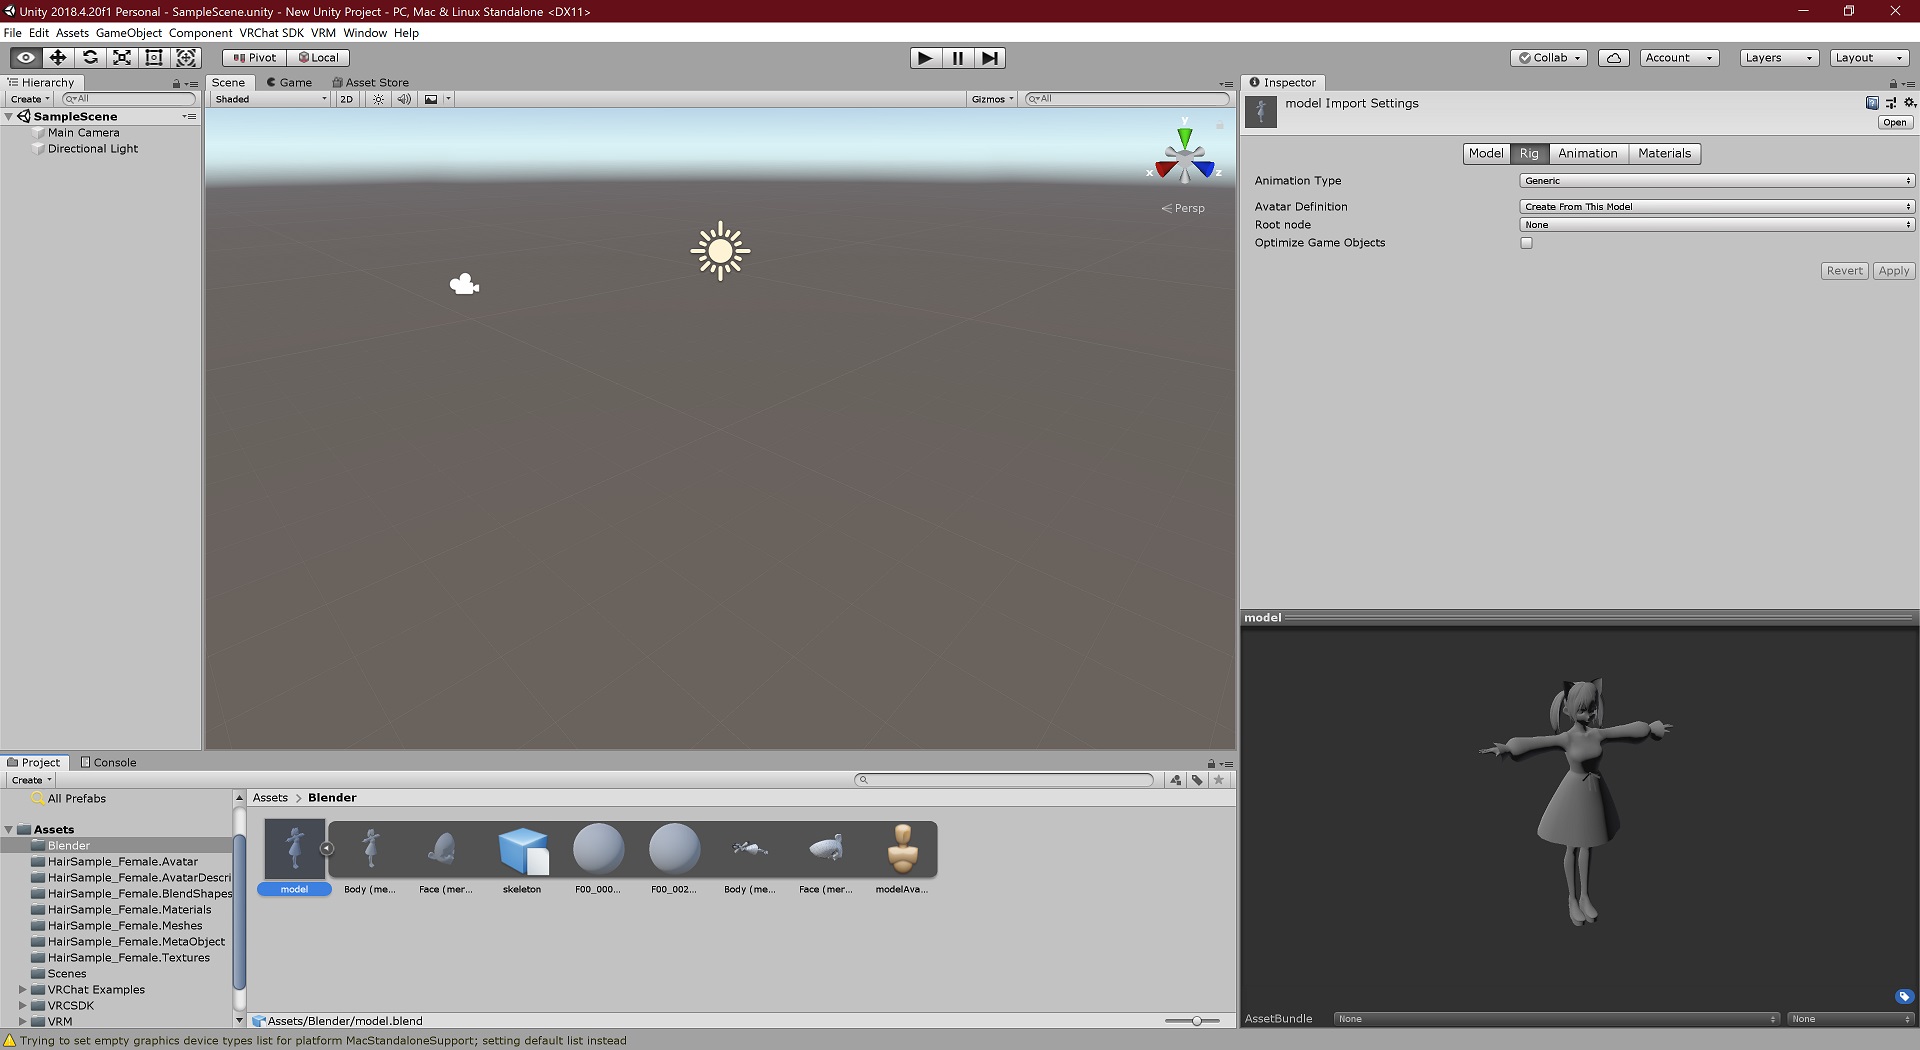 Unity 2018.4.20f1 Personal - SampleScene.unity - New Unity Project - PC, Mac & Linux Standalone <DX11>
File Edit Assets GameObject Component VRChat SDK VRM Window Help
Pivot Local
Collab Account Layers Layout
Hierarchy
Create All
SampleScene
Main Camera
Directional Light
Scene Game Asset Store
Shaded 2D Gizmos All
y
x z
Persp
Inspector
model Import Settings
Open
Model Rig Animation Materials
Animation Type Generic
Avatar Definition Create From This Model
Root node None
Optimize Game Objects
Revert Apply
model
AssetBundle None None
Project Console
Create
All Prefabs
Assets
Blender
HairSample_Female.Avatar
HairSample_Female.AvatarDescri
HairSample_Female.BlendShapes
HairSample_Female.Materials
HairSample_Female.Meshes
HairSample_Female.MetaObject
HairSample_Female.Textures
Scenes
VRChat Examples
VRCSDK
VRM
Assets > Blender
model Body (me... Face (mer... skeleton F00_000... F00_002... Body (me... Face (mer... modelAva...
Assets/Blender/model.blend
Trying to set empty graphics device types list for platform MacStandaloneSupport; setting default list instead